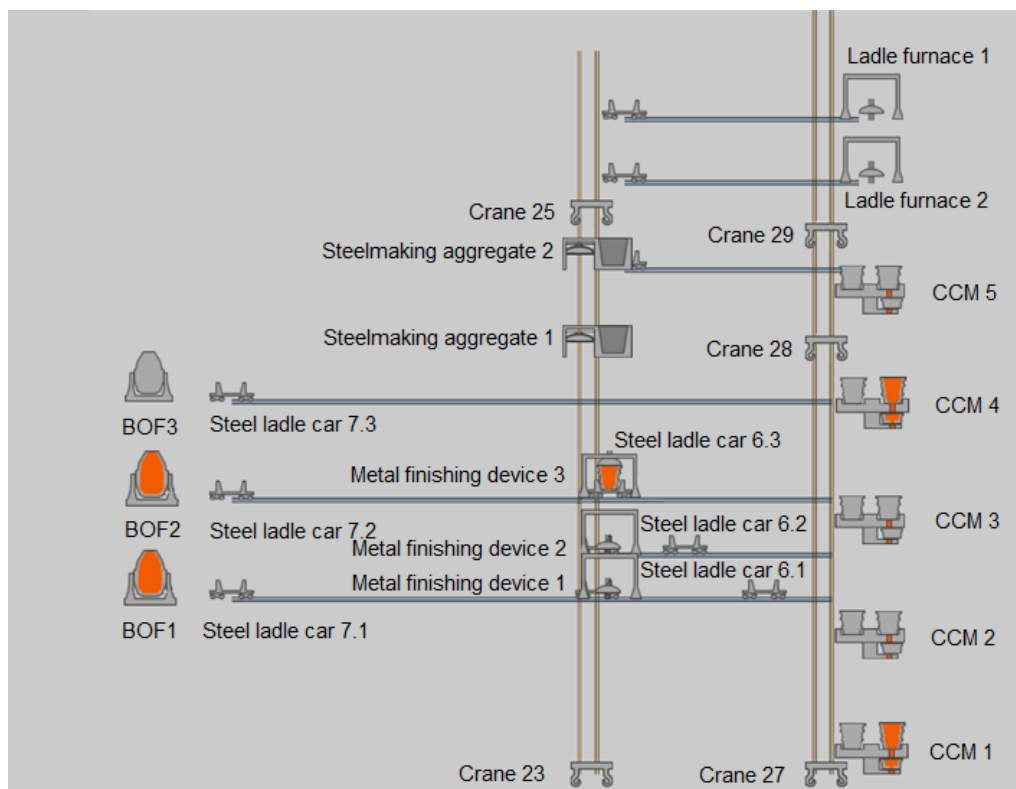 Ladle furnace 1
Ladle furnace 2
Crane 25
Crane 29
Steelmaking aggregate 2
CCM 5
Steelmaking aggregate 1
Crane 28
CCM 4
BOF3
Steel ladle car 7.3
Steel ladle car 6.3
Metal finishing device 3
BOF2
Steel ladle car 7.2
Steel ladle car 6.2
CCM 3
Metal finishing device 2
Steel ladle car 6.1
Metal finishing device 1
BOF1
Steel ladle car 7.1
CCM 2
CCM 1
Crane 23
Crane 27